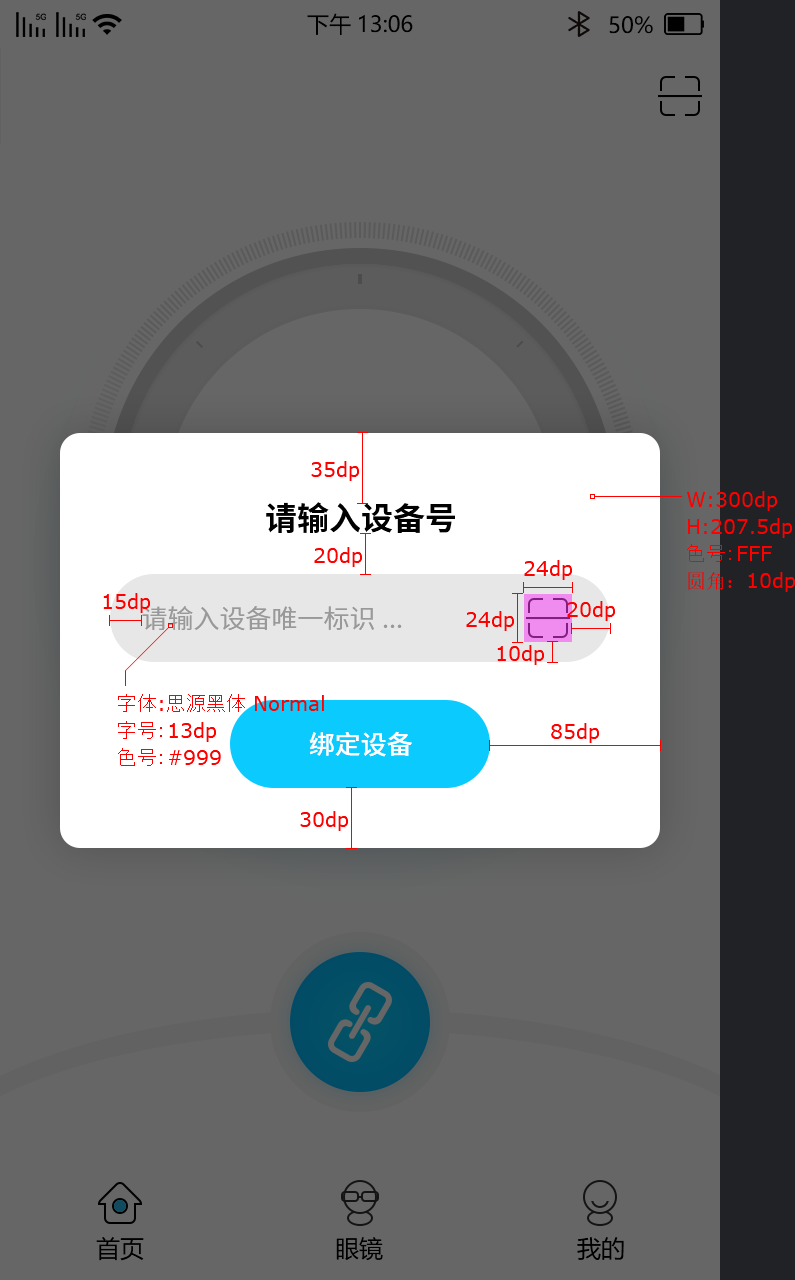 5G 5G 下午 13:06 50%
35dp
请输入设备号
W:300dp
H:207.5dp
色号:FFF
圆角：10dp
20dp
24dp
15dp
请输入设备唯一标识 ...
24dp
20dp
10dp
字体:思源黑体 Normal
字号:13dp
色号:#999
绑定设备
85dp
30dp
首页 眼镜 我的